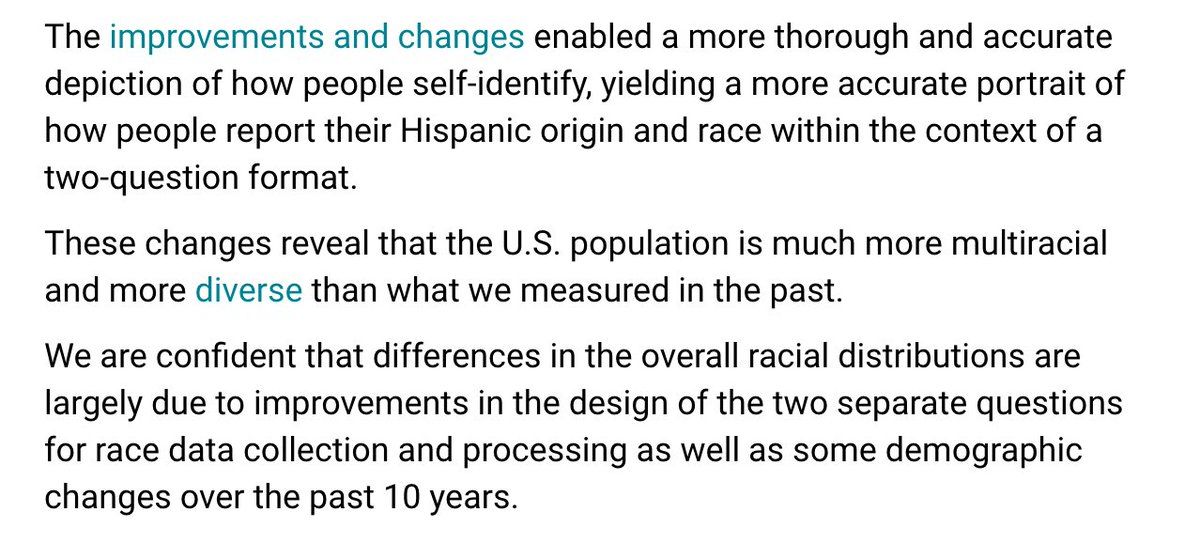 The improvements and changes enabled a more thorough and accurate
depiction of how people self-identify, yielding a more accurate portrait of
how people report their Hispanic origin and race within the context of a
two-question format.
These changes reveal that the U.S. population is much more multiracial
and more diverse than what we measured in the past.
We are confident that differences in the overall racial distributions are
largely due to improvements in the design of the two separate questions
for race data collection and processing as well as some demographic
changes over the past 10 years.